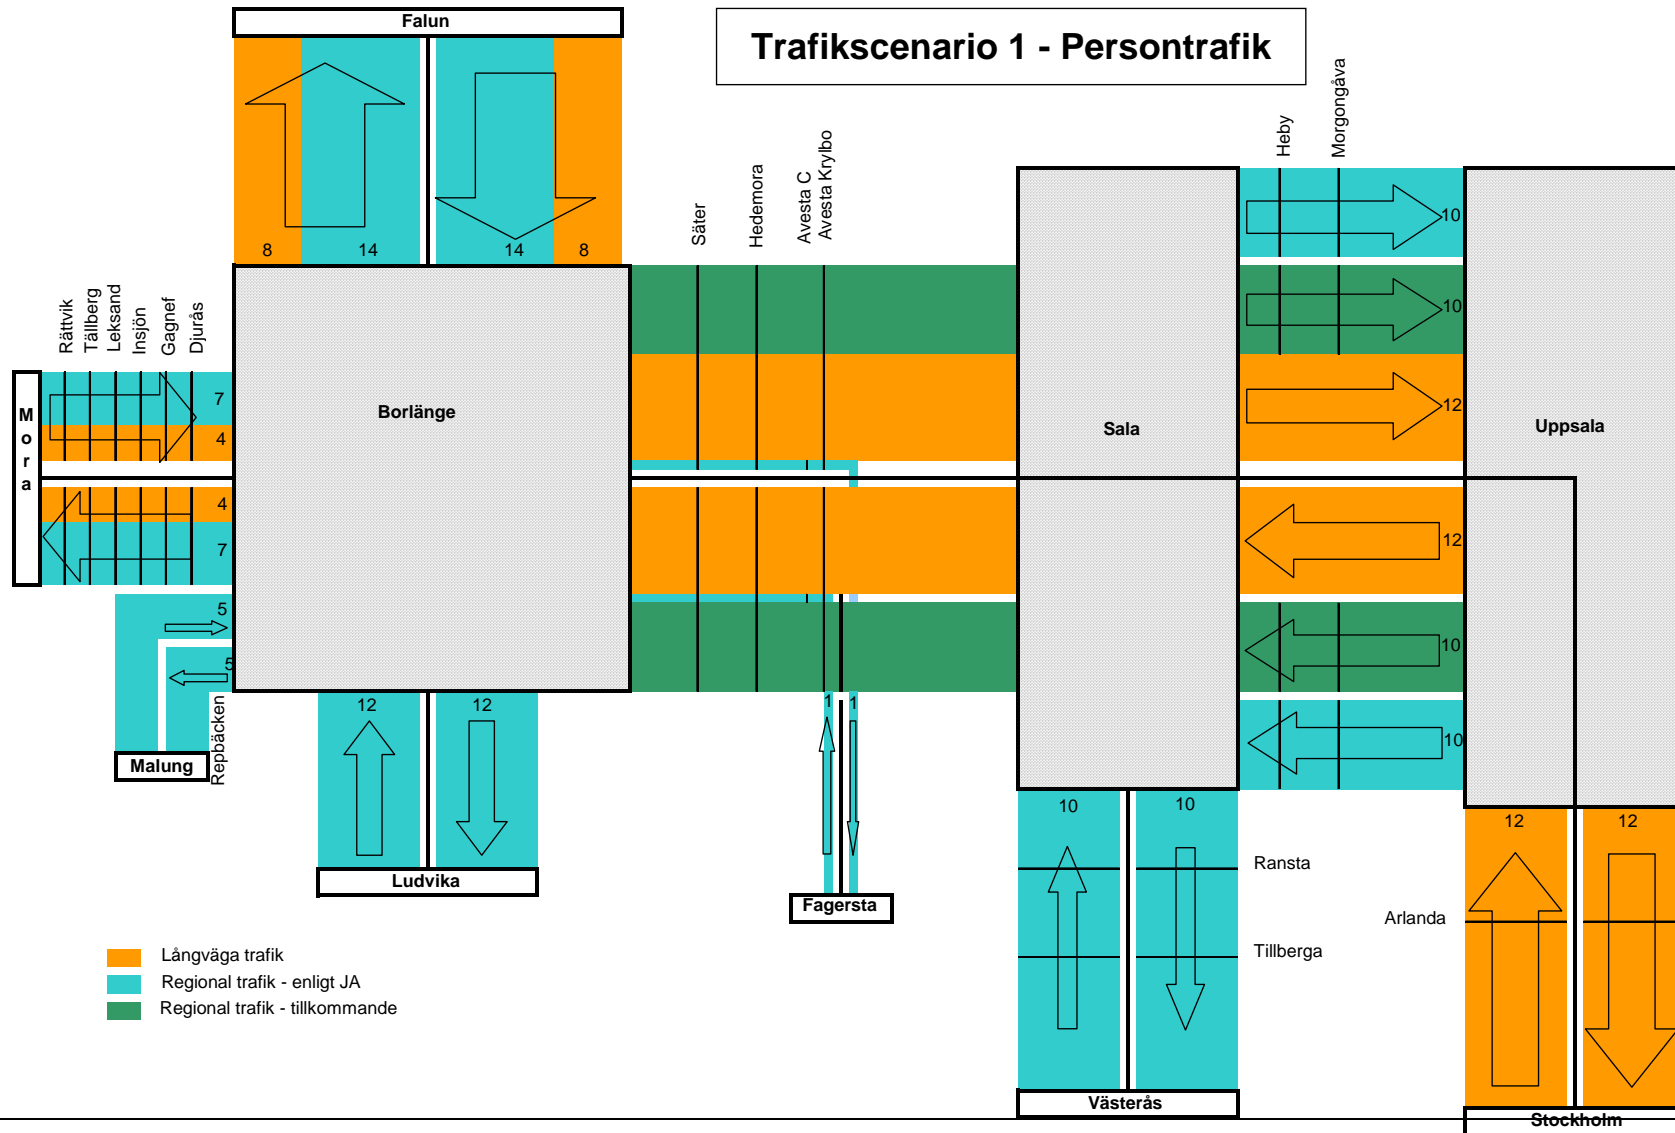 Falun
Trafikscenario 1 - Persontrafik
8
14
14
8
Säter
Hedemora
Avesta C
Avesta Krylbo
Heby
Morgongåva
10
10
12
12
10
10
Rättvik
Tällberg
Leksand
Insjön
Gagnef
Djurås
Mora
7
4
4
7
5
5
Borlänge
Sala
Uppsala
Repbäcken
Malung
12
12
Ludvika
1
1
Fagersta
10
10
Ransta
Tillberga
Västerås
12
12
Arlanda
Stockholm
Långväga trafik
Regional trafik - enligt JA
Regional trafik - tillkommande